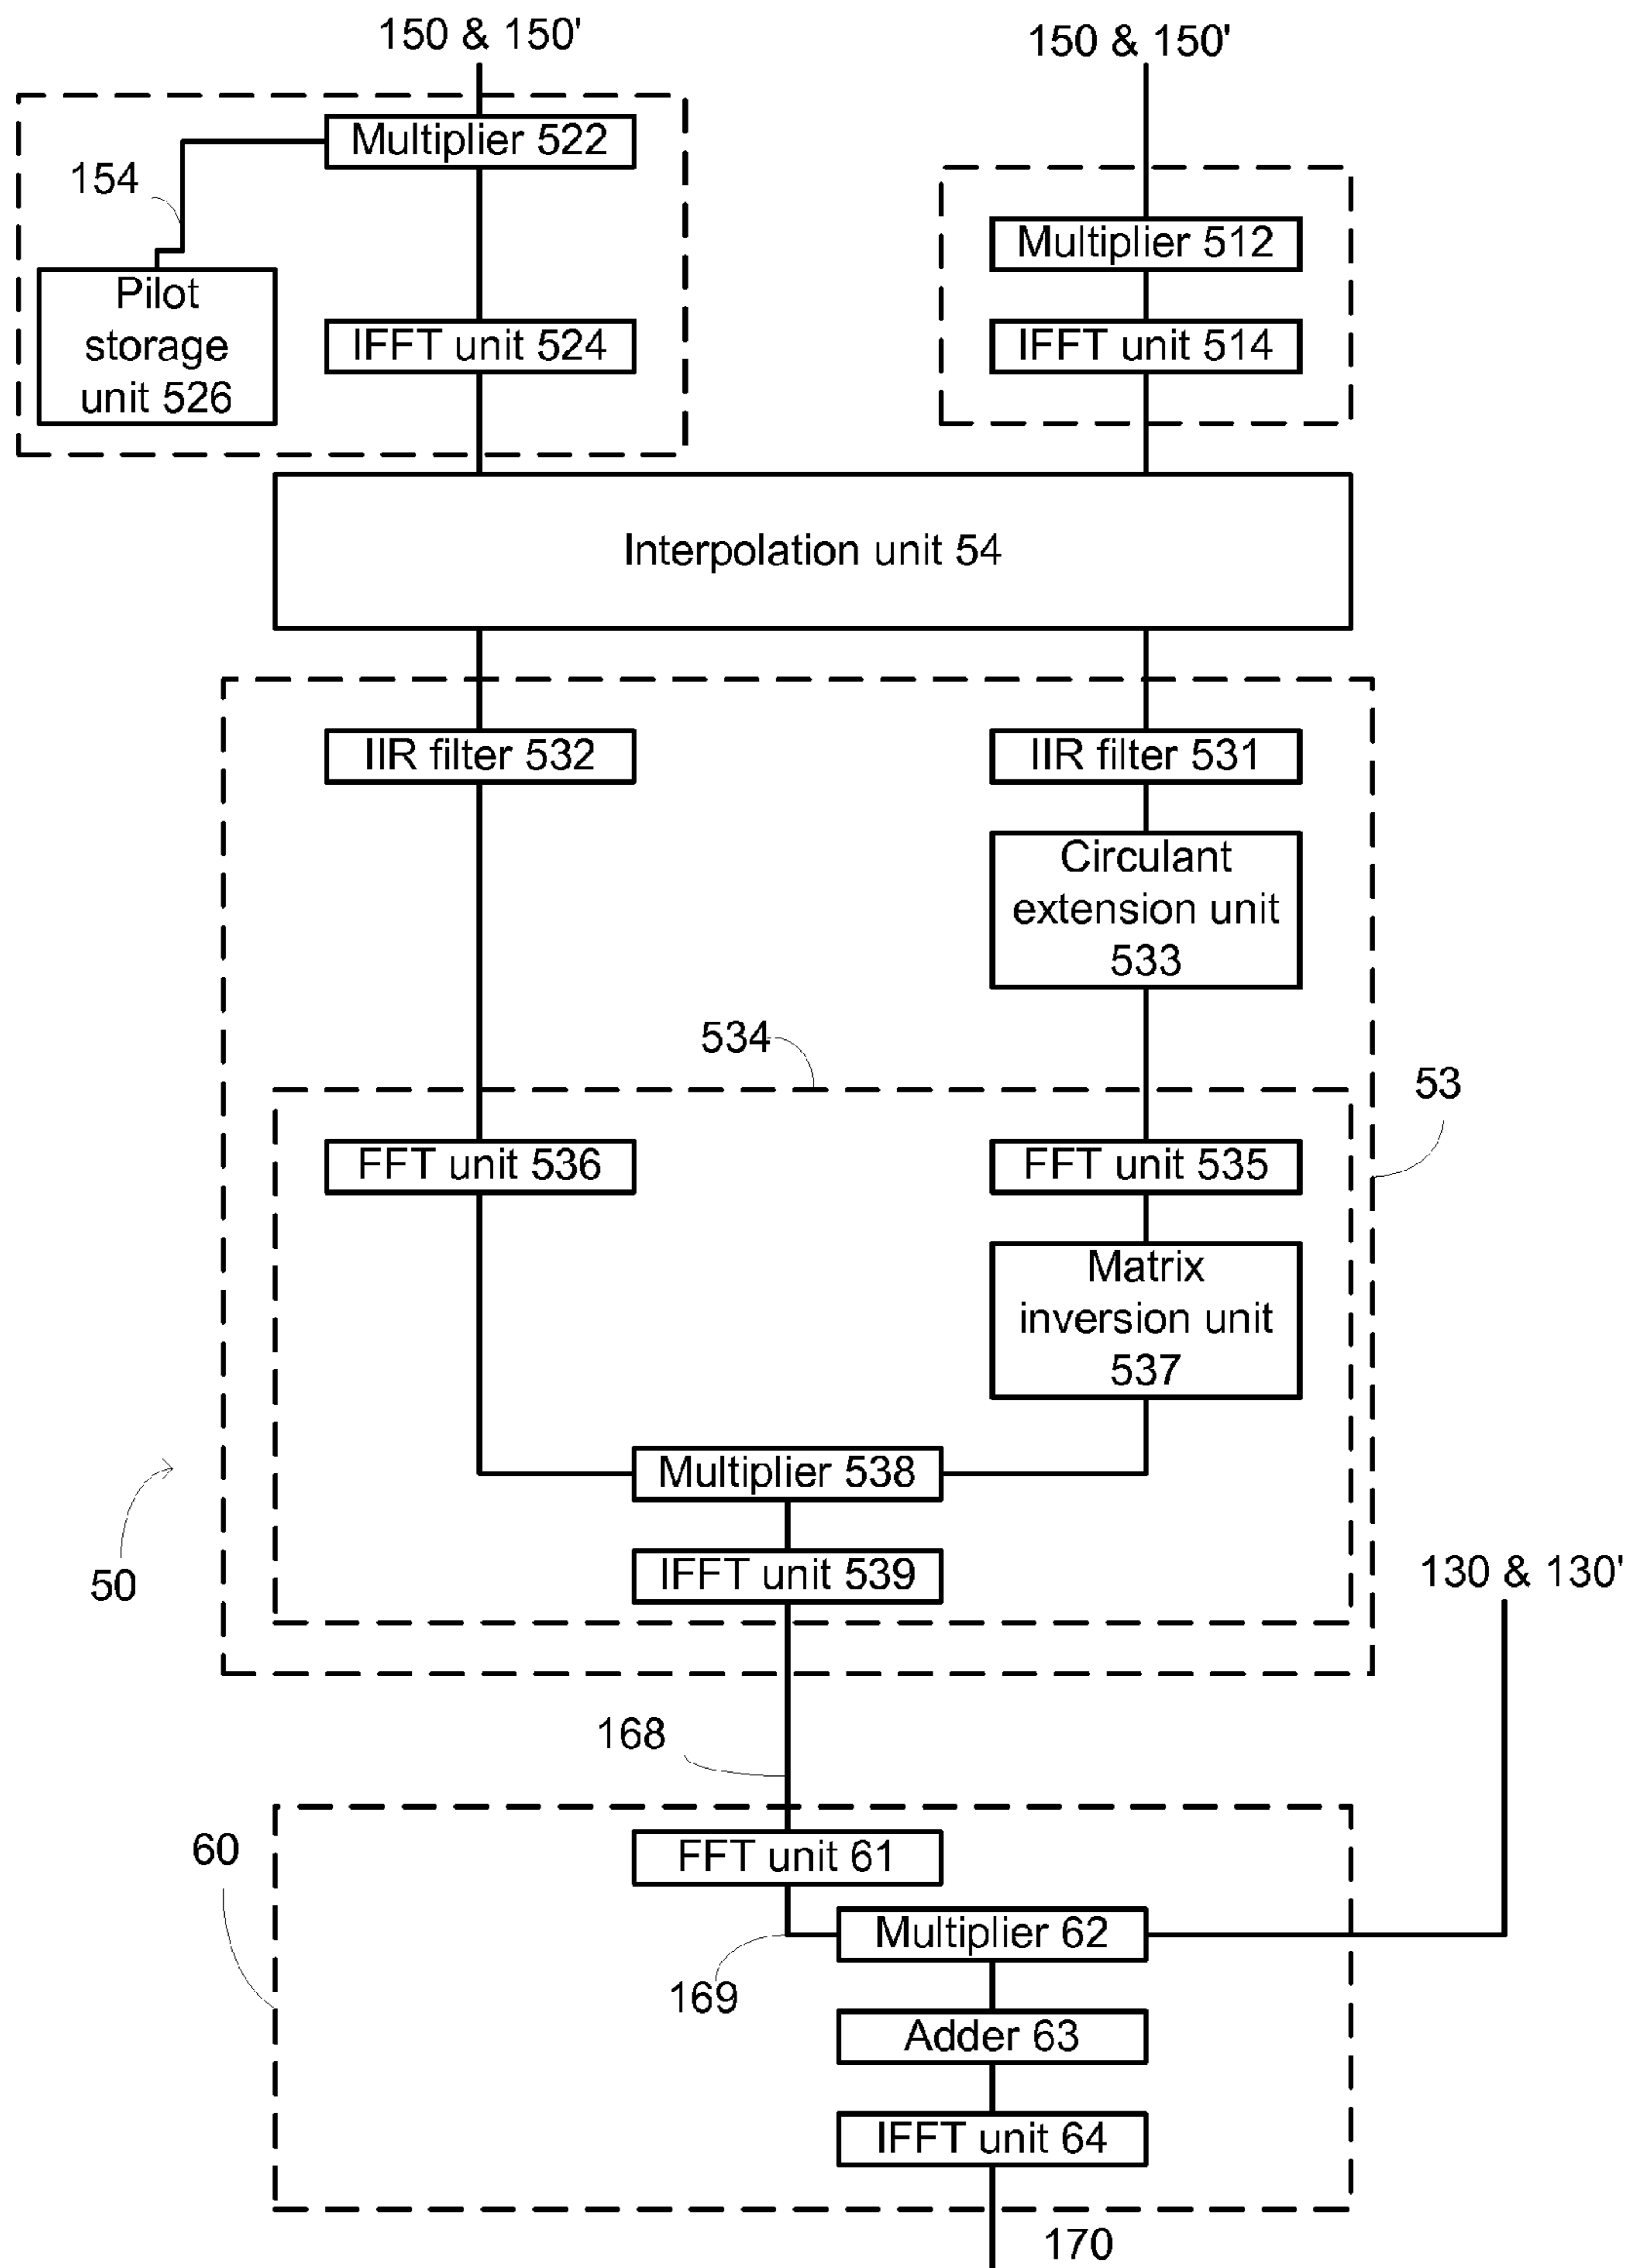 150 & 150'
150 & 150'
Multiplier 522
154
Multiplier 512
Pilot
storage
unit 526
IFFT unit 524
IFFT unit 514
Interpolation unit 54
IIR filter 532
IIR filter 531
Circulant
extension unit
533
534
53
FFT unit 536
FFT unit 535
Matrix
inversion unit
537
Multiplier 538
50
IFFT unit 539
130 & 130'
168
60
FFT unit 61
Multiplier 62
169
Adder 63
IFFT unit 64
170